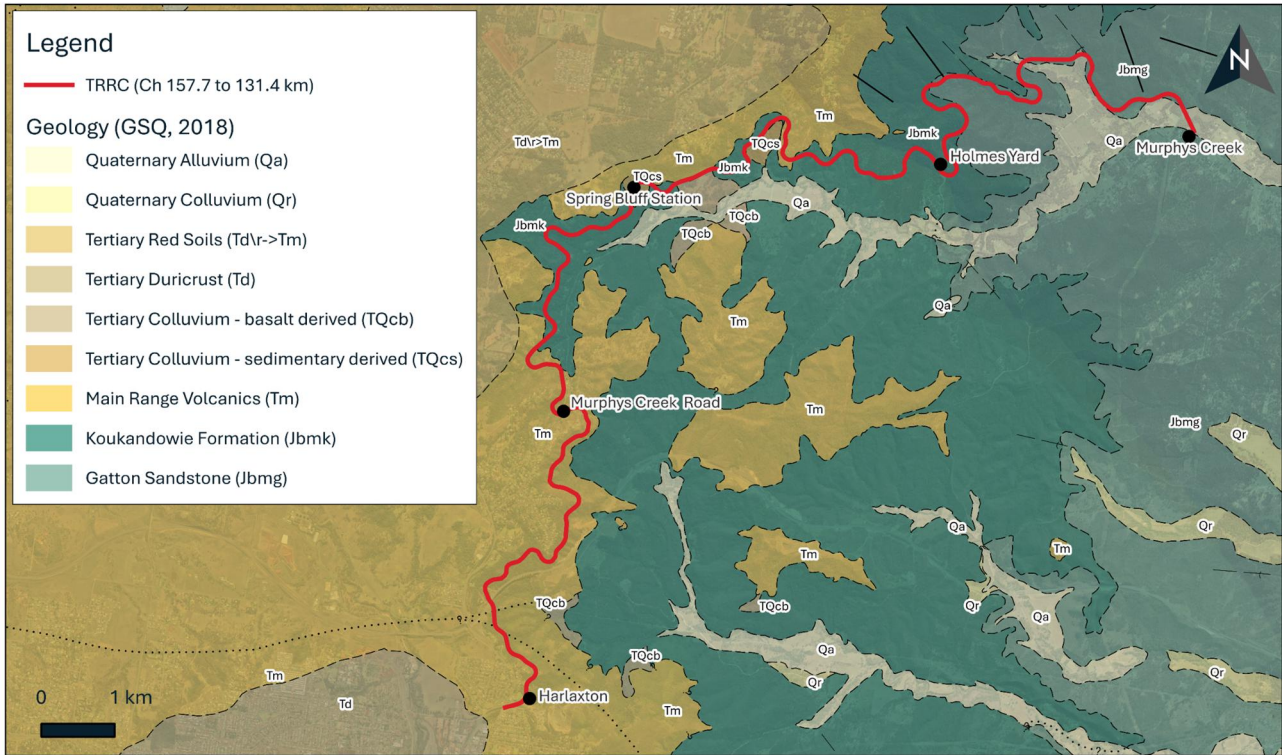 Legend
TRRC (Ch 157.7 to 131.4 km)
Geology (GSQ, 2018)
Quaternary Alluvium (Qa)
Quaternary Colluvium (Qr)
Tertiary Red Soils (Td\r->Tm)
Tertiary Duricrust (Td)
Tertiary Colluvium - basalt derived (TQcb)
Tertiary Colluvium - sedimentary derived (TQcs)
Main Range Volcanics (Tm)
Koukandowie Formation (Jbmk)
Gatton Sandstone (Jbmg)
0 1 km
N
Jbmg
Tm
Jbmk
Qa
Murphys Creek
Td\r>Tm
TQcs
Tm
Jbmk
Holmes Yard
TQcs
Spring Bluff Station
Qa
TQcb
Jbmk
TQcb
Qa
Tm
Murphys Creek Road
Tm
Tm
Jbmg
Qr
Qa
Qr
Tm
Tm
TQcb
TQcb
Qr
Qa
Qa
TQcb
Qr
Qr
Tm
Td
Harlaxton
Tm